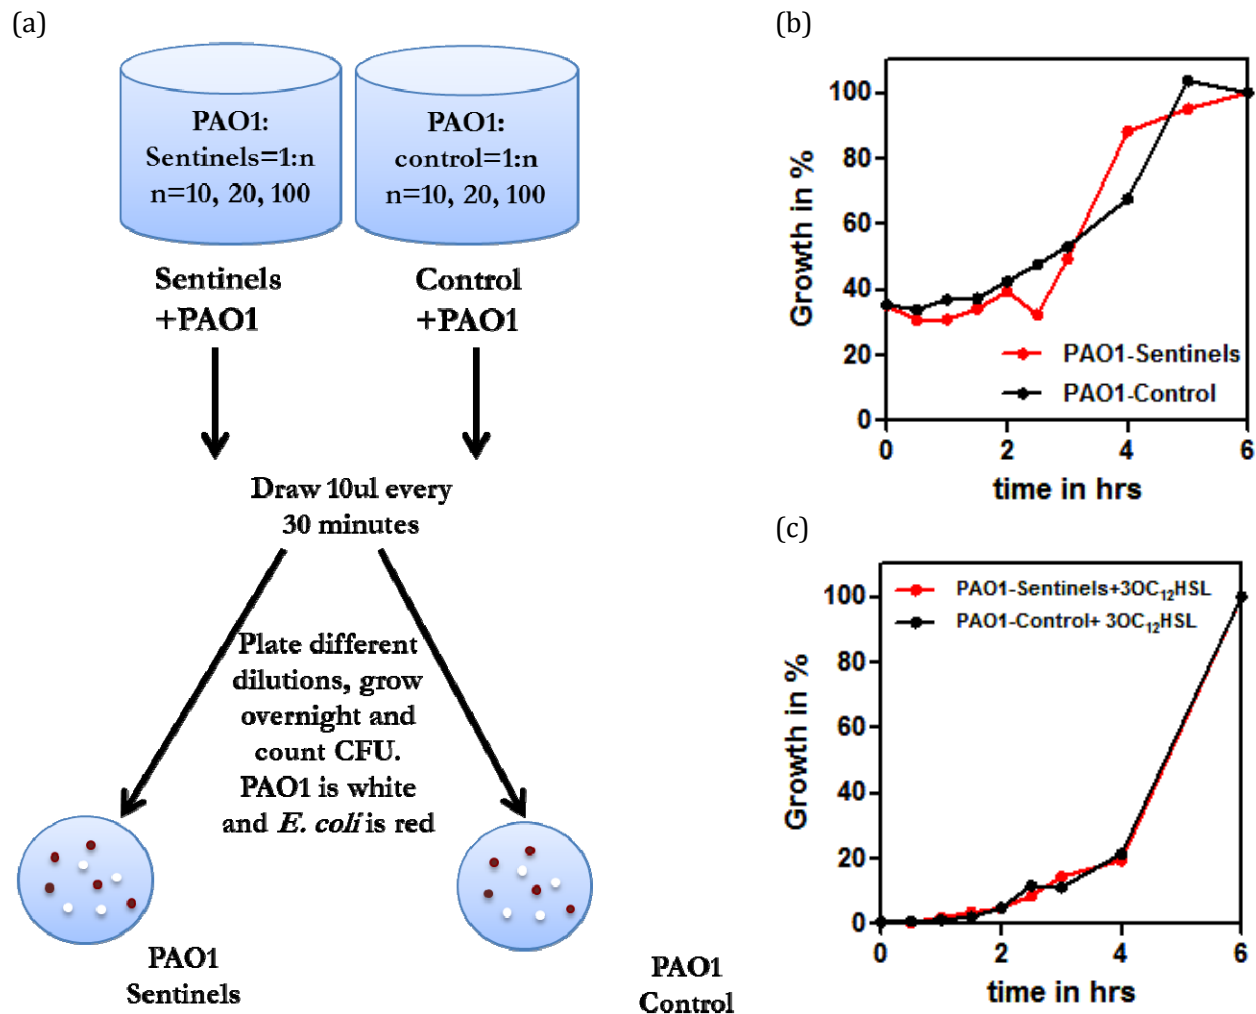 (a)
PAO1:
Sentinels=1:n
n=10, 20, 100
PAO1:
control=1:n
n=10, 20, 100
Sentinels
+PAO1
Control
+PAO1
Draw 10ul every
30 minutes
Plate different
dilutions, grow
overnight and
count CFU.
PAO1 is white
and E. coli is red
PAO1
Sentinels
PAO1
Control
(b)
Growth in %
100
80
60
40
20
0
PAO1-Sentinels
PAO1-Control
0 2 4 6
time in hrs
(c)
Growth in %
100
80
60
40
20
0
PAO1-Sentinels+3OC₁₂HSL
PAO1-Control+ 3OC₁₂HSL
0 2 4 6
time in hrs